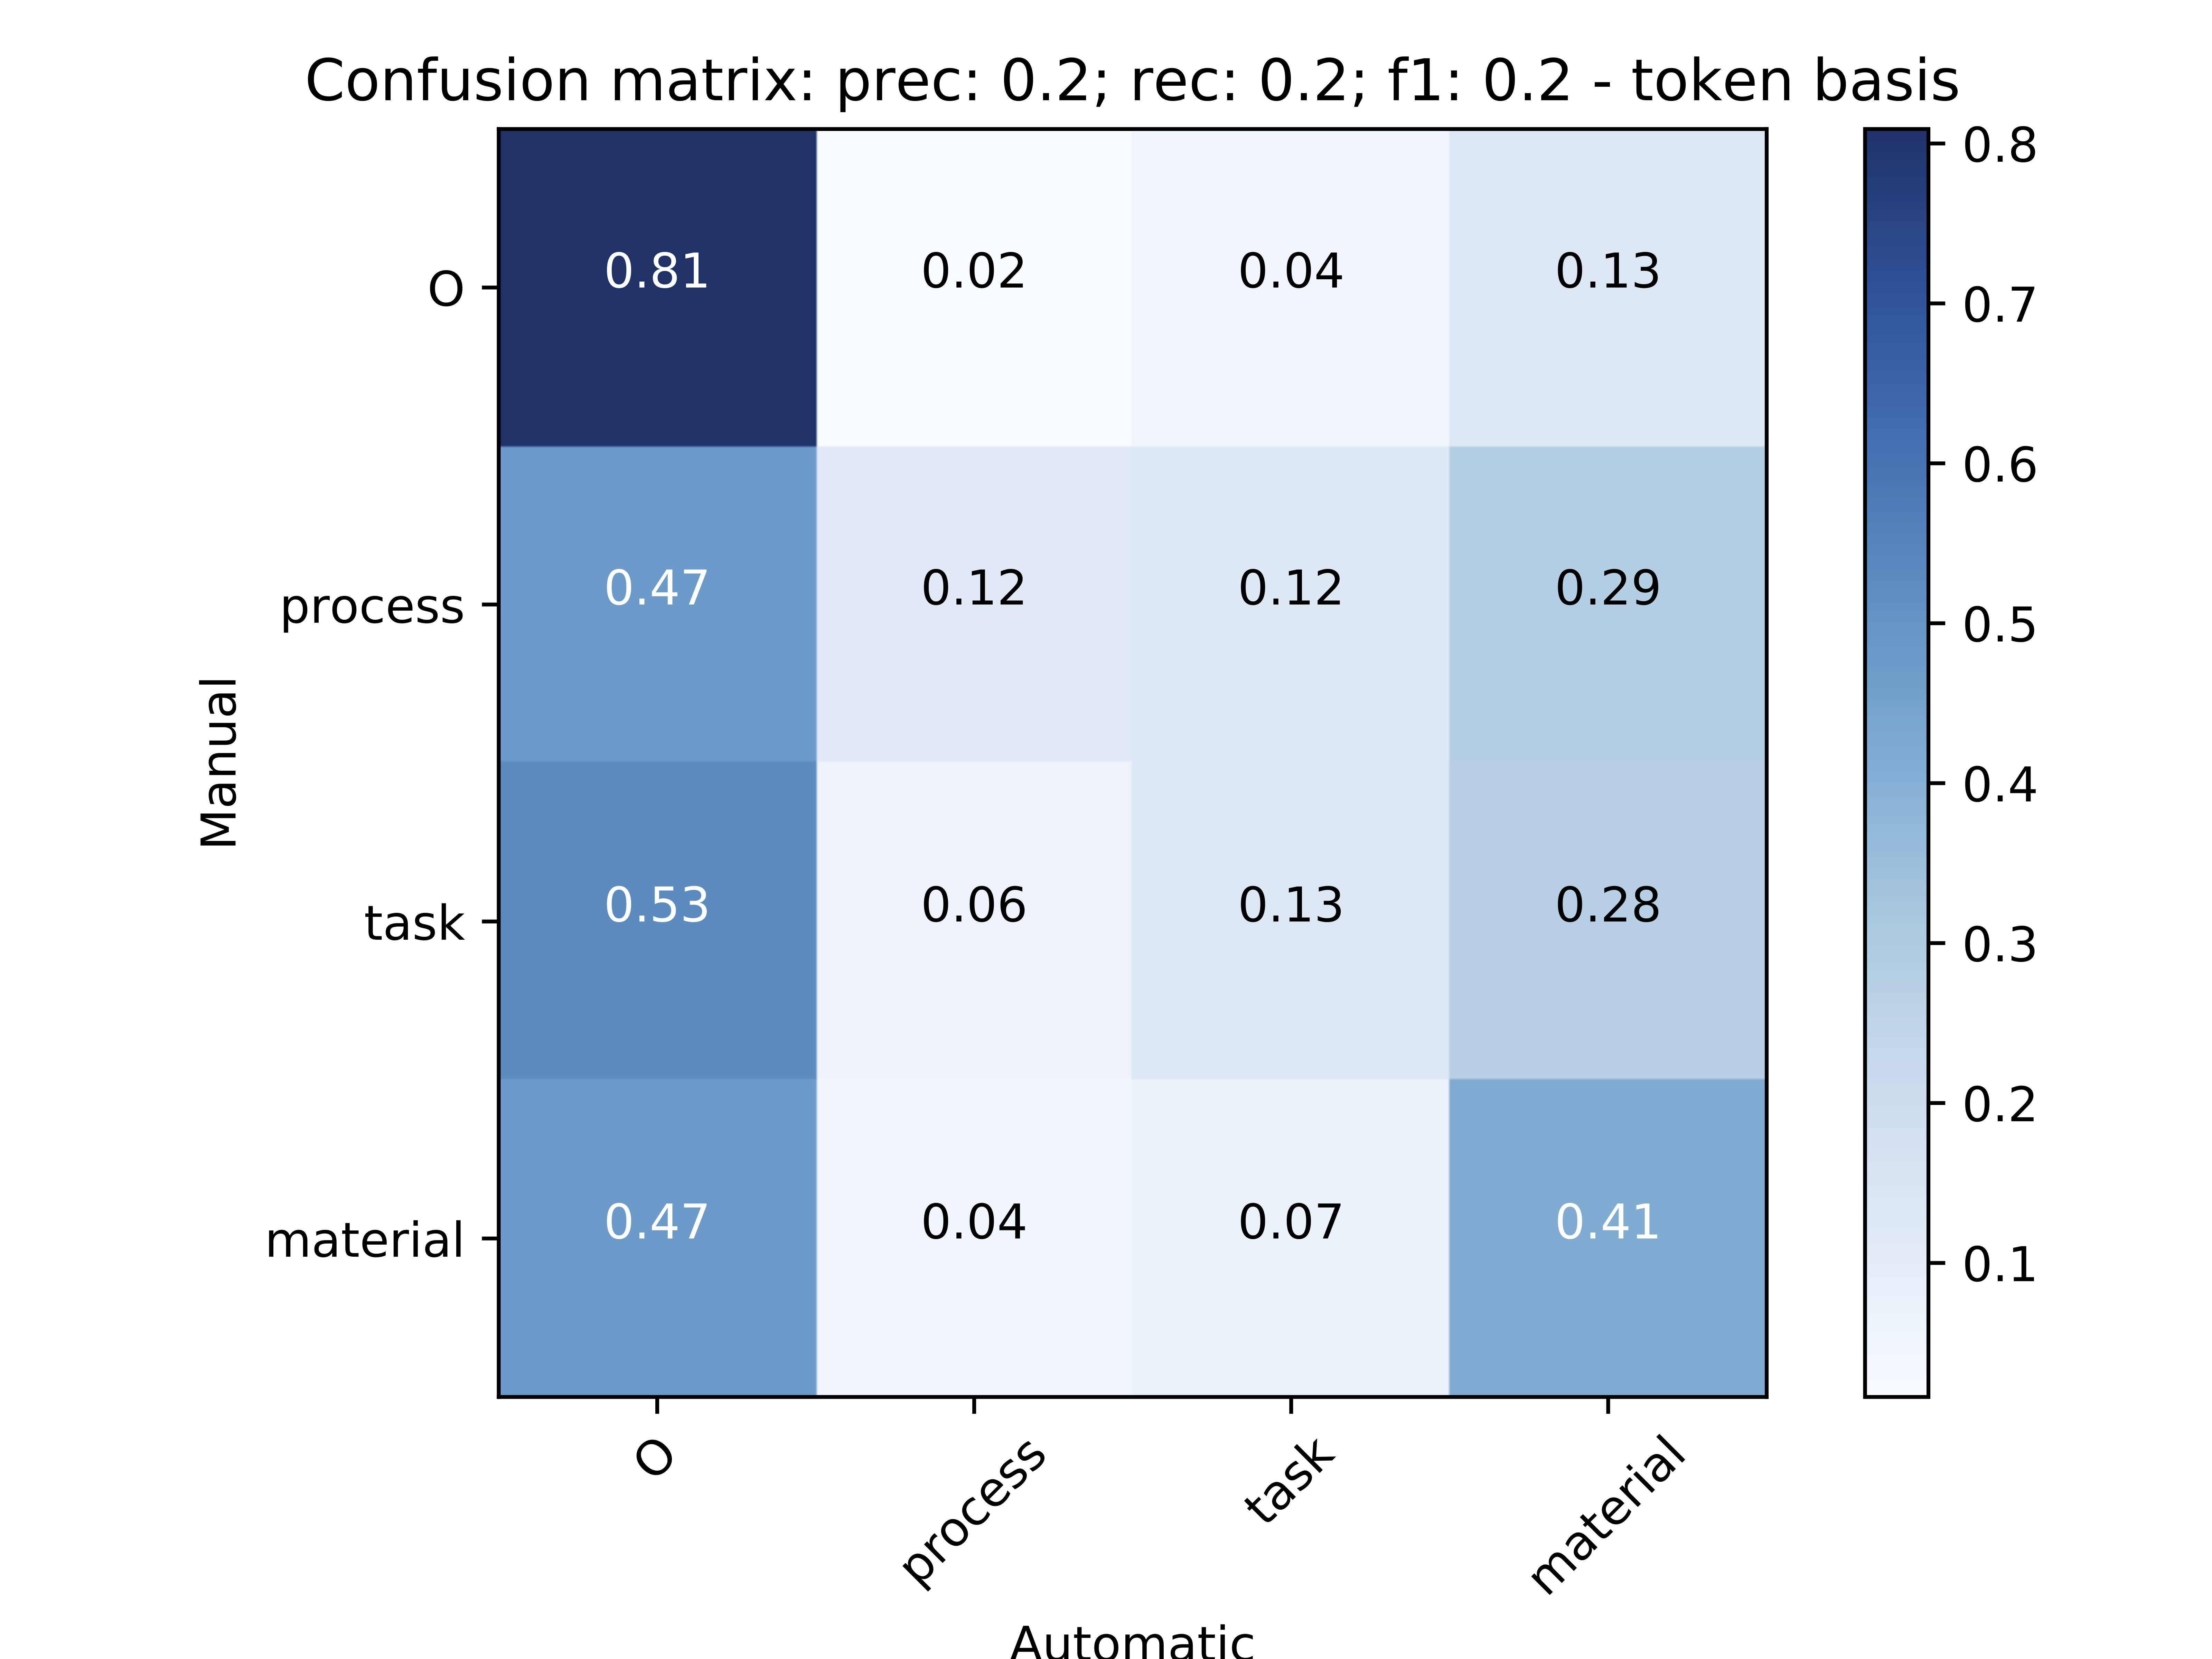 Confusion matrix: prec: 0.2; rec: 0.2; f1: 0.2 - token basis
0.8
0.81 0.02 0.04 0.13
O
0.7
0.6
0.47 0.12 0.12 0.29
process
0.5
Manual
0.4
0.53 0.06 0.13 0.28
task
0.3
0.2
0.47 0.04 0.07 0.41
material
0.1
O process task material
Automatic